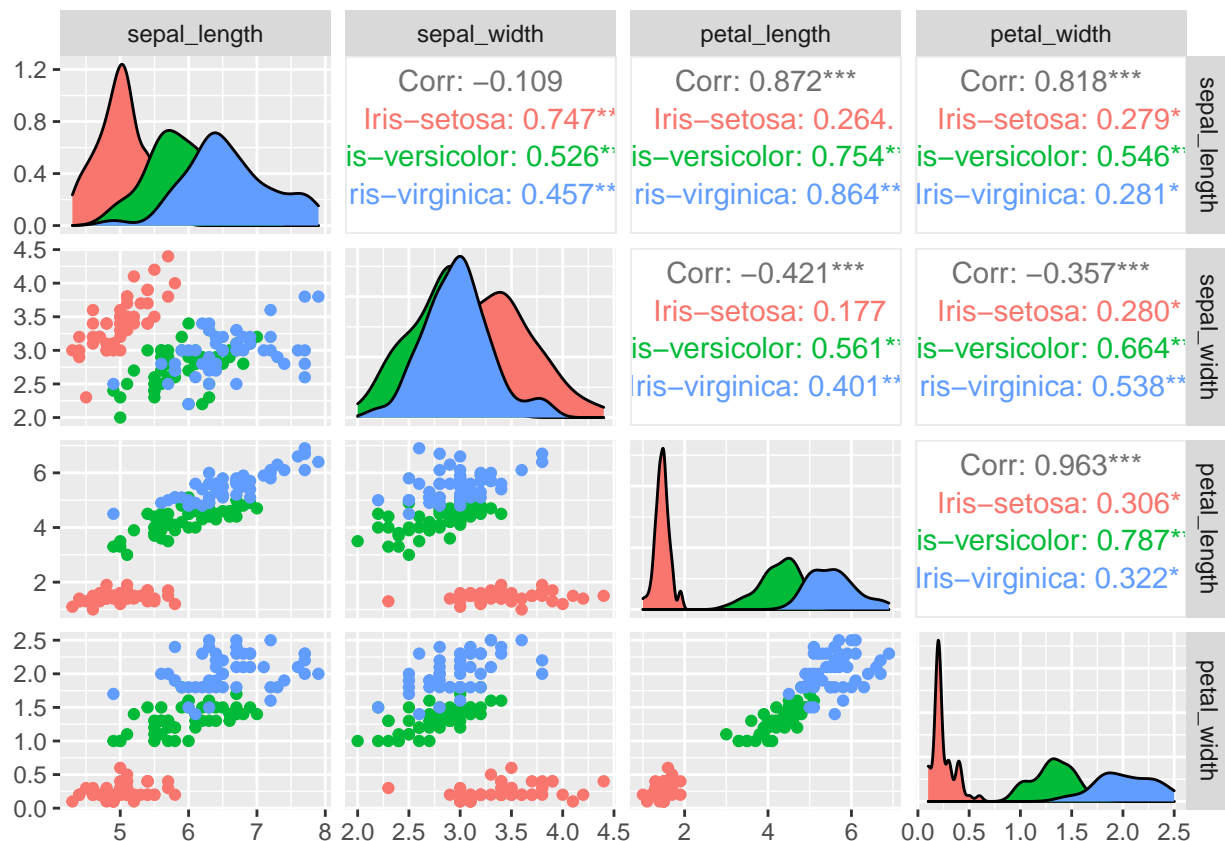 sepal_length sepal_width petal_length petal_width
1.2 Corr: −0.109 Corr: 0.872*** Corr: 0.818***
Iris−setosa: 0.747** Iris−setosa: 0.264. Iris−setosa: 0.279*
0.8 sepal_length
is−versicolor: 0.526** is−versicolor: 0.754** is−versicolor: 0.546**
0.4
ris−virginica: 0.457** ris−virginica: 0.864** Iris−virginica: 0.281*
0.0
4.5
4.0 Corr: −0.421*** Corr: −0.357***
3.5 Iris−setosa: 0.177 Iris−setosa: 0.280* sepal_width
3.0 is−versicolor: 0.561** is−versicolor: 0.664**
2.5 Iris−virginica: 0.401** ris−virginica: 0.538**
2.0
6 Corr: 0.963***
Iris−setosa: 0.306* petal_length
4 is−versicolor: 0.787**
Iris−virginica: 0.322*
2
2.5
2.0
1.5 petal_width
1.0
0.5
0.0
5 6 7 8 2.0 2.5 3.0 3.5 4.0 4.5 2 4 6 0.0 0.5 1.0 1.5 2.0 2.5